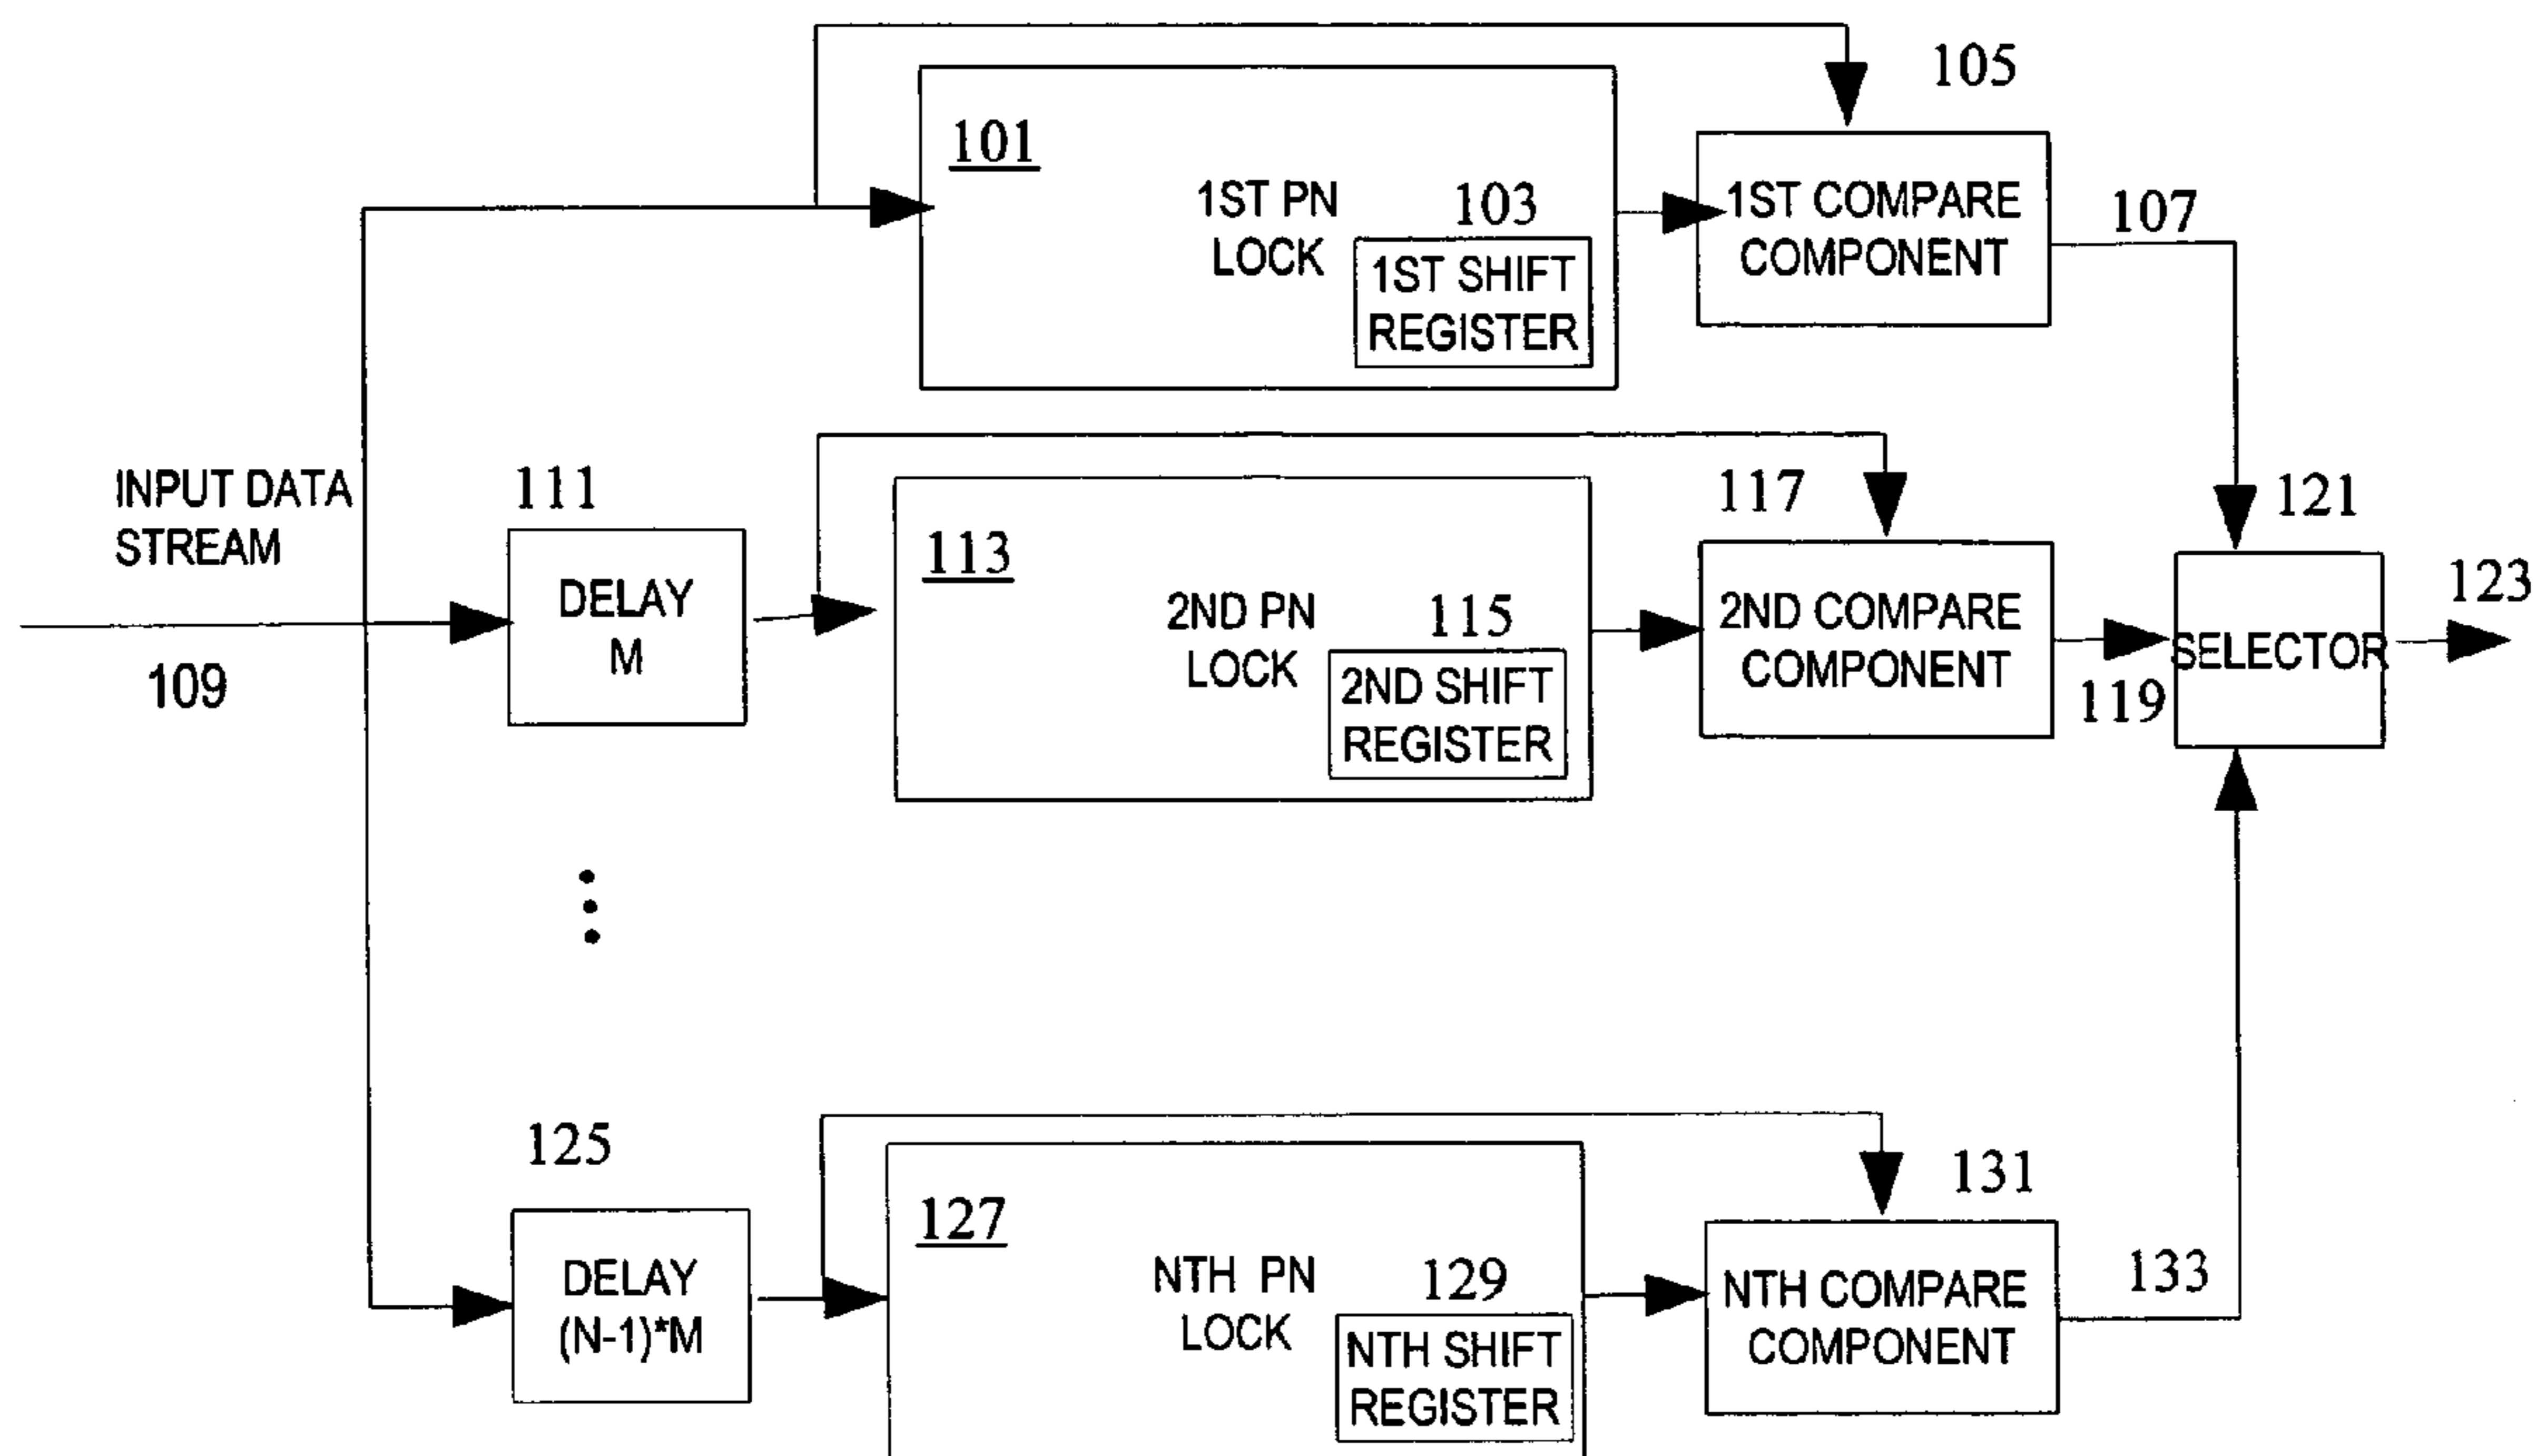 105
101
1ST PN
LOCK
103
1ST SHIFT
REGISTER
1ST COMPARE
COMPONENT
107
INPUT DATA
STREAM
109
111
DELAY
M
113
2ND PN
LOCK
115
2ND SHIFT
REGISTER
117
2ND COMPARE
COMPONENT
119
121
SELECTOR
123
125
DELAY
(N-1)*M
127
NTH PN
LOCK
129
NTH SHIFT
REGISTER
131
NTH COMPARE
COMPONENT
133